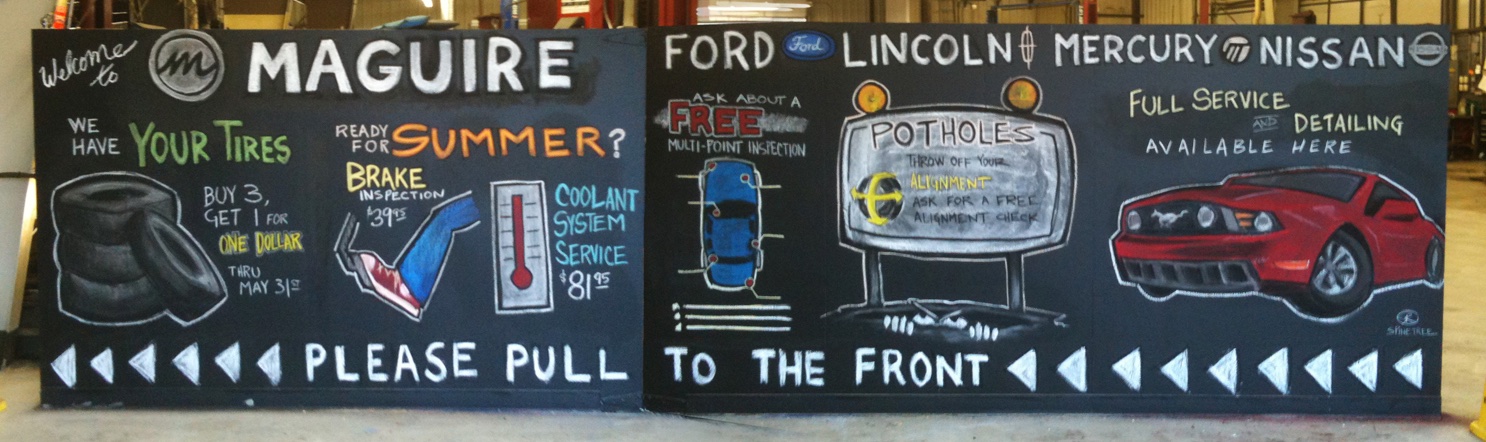 Welcome to
MAGUIRE
FORD Ford LINCOLN MERCURY NISSAN
WE HAVE YOUR TIRES
BUY 3,
GET 1 FOR
ONE DOLLAR
THRU
MAY 31ST
READY FOR SUMMER?
BRAKE
INSPECTION
$39.95
COOLANT
SYSTEM
SERVICE
$81.95
ASK ABOUT A
FREE
MULTI-POINT INSPECTION
POTHOLES
THROW OFF YOUR
ALIGNMENT
ASK FOR A FREE
ALIGNMENT CHECK
FULL SERVICE
AND DETAILING
AVAILABLE HERE
SPINETREE
PLEASE PULL TO THE FRONT